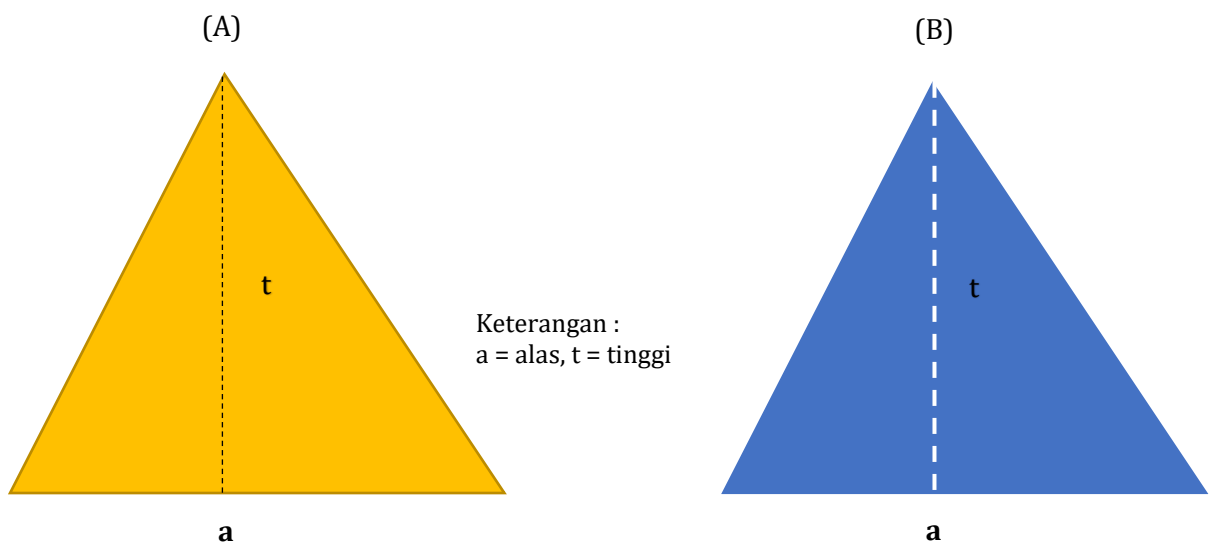 (A)
(B)
t
t
Keterangan :
a = alas, t = tinggi
a
a